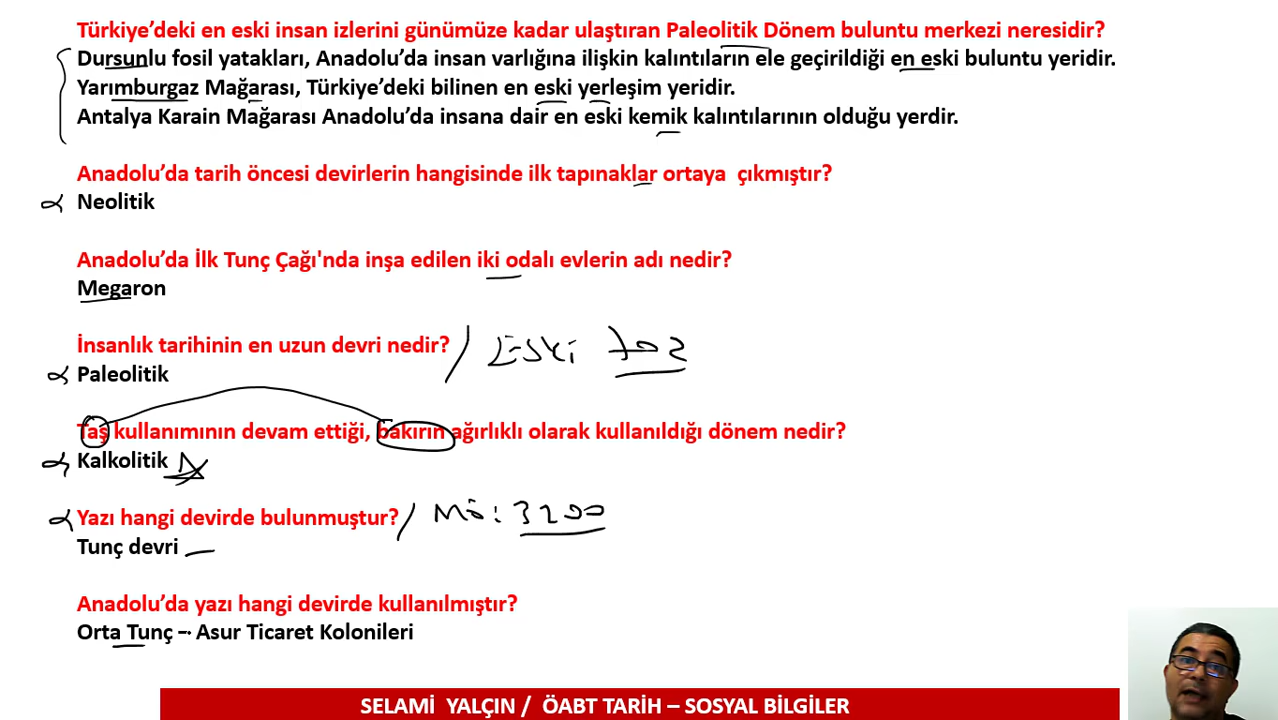 Türkiye'deki en eski insan izlerini günümüze kadar ulaştıran Paleolitik Dönem buluntu merkezi neresidir?
Dursunlu fosil yatakları, Anadolu'da insan varlığına ilişkin kalıntıların ele geçirildiği en eski buluntu yeridir.
Yarımburgaz Mağarası, Türkiye'deki bilinen en eski yerleşim yeridir.
Antalya Karain Mağarası Anadolu'da insana dair en eski kemik kalıntılarının olduğu yerdir.
Anadolu'da tarih öncesi devirlerin hangisinde ilk tapınaklar ortaya çıkmıştır?
Neolitik
Anadolu'da İlk Tunç Çağı'nda inşa edilen iki odalı evlerin adı nedir?
Megaron
İnsanlık tarihinin en uzun devri nedir? / Eski
Paleolitik
Taş kullanımının devam ettiği, bakırın ağırlıklı olarak kullanıldığı dönem nedir?
Kalkolitik
Yazı hangi devirde bulunmuştur? / Mö: 3200
Tunç devri
Anadolu'da yazı hangi devirde kullanılmıştır?
Orta Tunç – Asur Ticaret Kolonileri
SELAMİ YALÇIN / ÖABT TARİH – SOSYAL BİLGİLER